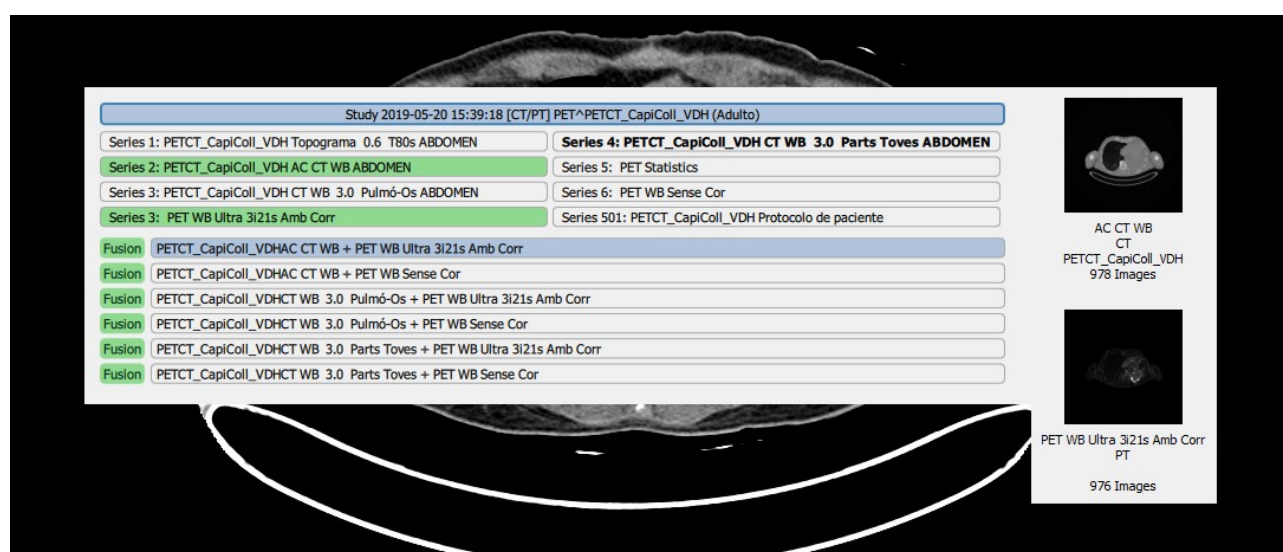 Study 2019-05-20 15:39:18 [CT/PT] PET^PETCT_CapiColl_VDH (Adulto)
Series 1: PETCT_CapiColl_VDH Topograma 0.6 T80s ABDOMEN
Series 4: PETCT_CapiColl_VDH CT WB 3.0 Parts Toves ABDOMEN
Series 2: PETCT_CapiColl_VDH AC CT WB ABDOMEN
Series 5: PET Statistics
Series 3: PETCT_CapiColl_VDH CT WB 3.0 Pulmó-Os ABDOMEN
Series 6: PET WB Sense Cor
Series 3: PET WB Ultra 3i21s Amb Corr
Series 501: PETCT_CapiColl_VDH Protocolo de paciente
Fusion PETCT_CapiColl_VDHAC CT WB + PET WB Ultra 3i21s Amb Corr
Fusion PETCT_CapiColl_VDHAC CT WB + PET WB Sense Cor
Fusion PETCT_CapiColl_VDHCT WB 3.0 Pulmó-Os + PET WB Ultra 3i21s Amb Corr
Fusion PETCT_CapiColl_VDHCT WB 3.0 Pulmó-Os + PET WB Sense Cor
Fusion PETCT_CapiColl_VDHCT WB 3.0 Parts Toves + PET WB Ultra 3i21s Amb Corr
Fusion PETCT_CapiColl_VDHCT WB 3.0 Parts Toves + PET WB Sense Cor
AC CT WB
CT
PETCT_CapiColl_VDH
978 Images
PET WB Ultra 3i21s Amb Corr
PT
976 Images